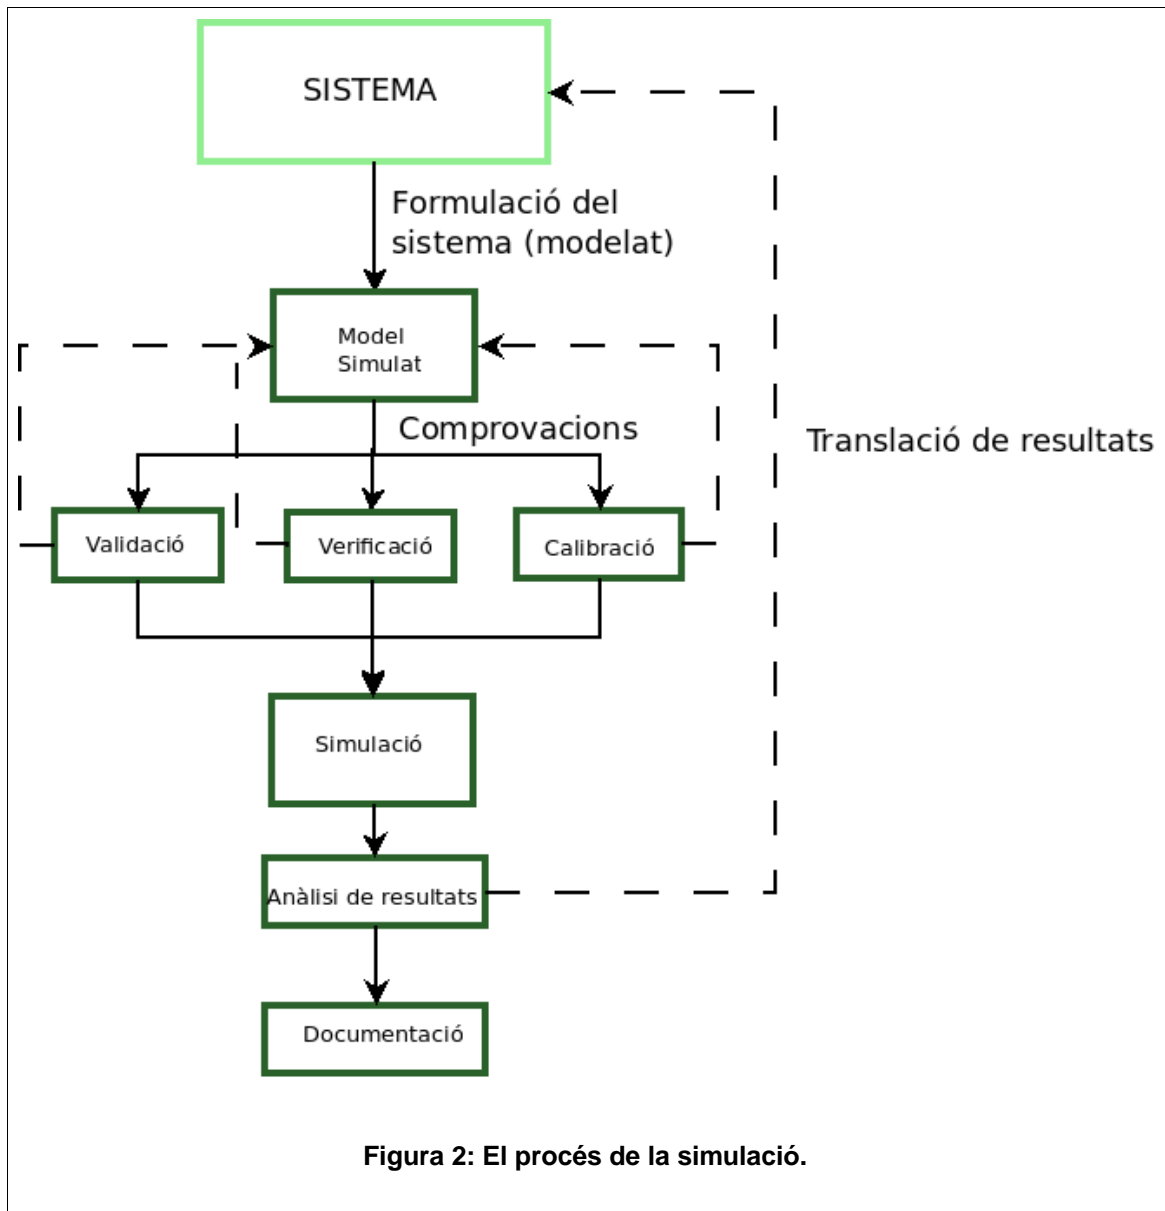 SISTEMA
Formulació del
sistema (modelat)
Model
Simulat
Comprovacions
Translació de resultats
Validació
Verificació
Calibració
Simulació
Anàlisi de resultats
Documentació
Figura 2: El procés de la simulació.